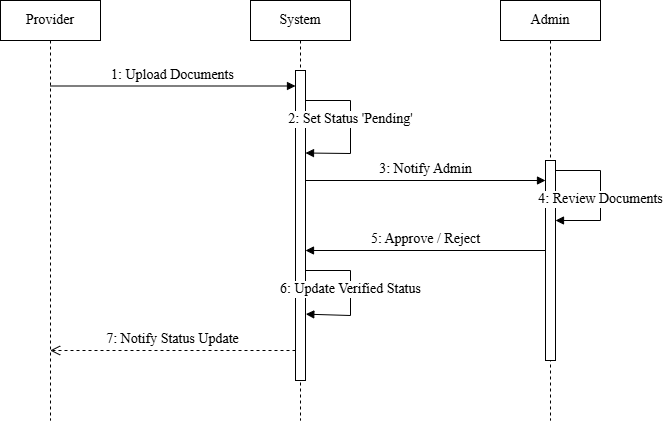 Provider
System
Admin
1: Upload Documents
2: Set Status 'Pending'
3: Notify Admin
4: Review Documents
5: Approve / Reject
6: Update Verified Status
7: Notify Status Update